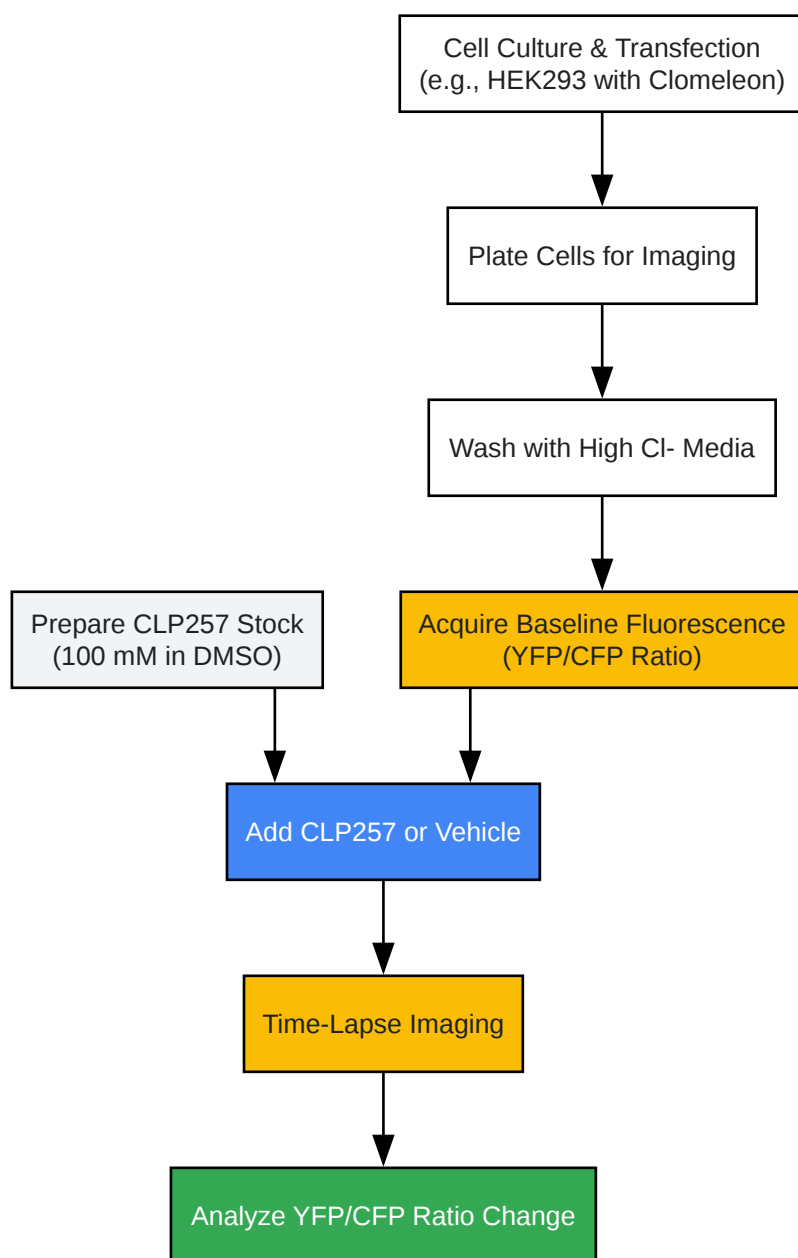 Cell Culture & Transfection
(e.g., HEK293 with Clomeleon)
Plate Cells for Imaging
Wash with High Cl- Media
Prepare CLP257 Stock
(100 mM in DMSO)
Acquire Baseline Fluorescence
(YFP/CFP Ratio)
Add CLP257 or Vehicle
Time-Lapse Imaging
Analyze YFP/CFP Ratio Change